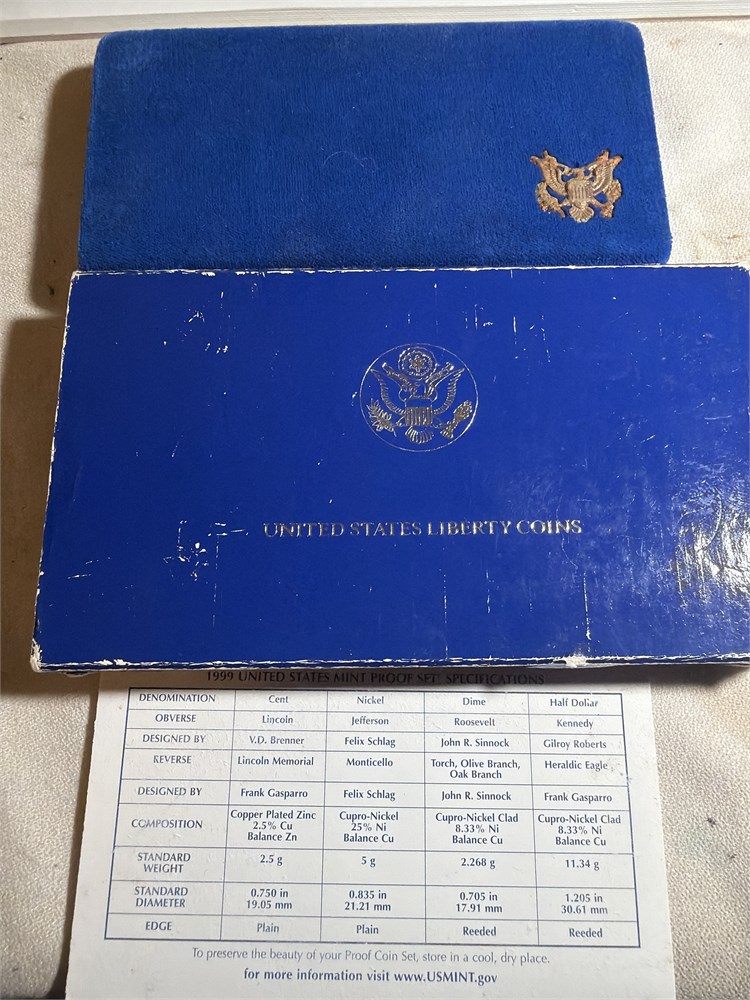 UNITED STATES LIBERTY COINS
1999 UNITED STATES MINT PROOF SET SPECIFICATIONS
DENOMINATION Cent Nickel Dime Half Dollar
OBVERSE Lincoln Jefferson Roosevelt Kennedy
DESIGNED BY V.D. Brenner Felix Schlag John R. Sinnock Gilroy Roberts
REVERSE Lincoln Memorial Monticello Torch, Olive Branch, Heraldic Eagle
Oak Branch
DESIGNED BY Frank Gasparro Felix Schlag John R. Sinnock Frank Gasparro
COMPOSITION Copper Plated Zinc Cupro-Nickel Cupro-Nickel Clad Cupro-Nickel Clad
2.5% Cu 25% Ni 8.33% Ni 8.33% Ni
Balance Zn Balance Cu Balance Cu Balance Cu
STANDARD WEIGHT 2.5 g 5 g 2.268 g 11.34 g
STANDARD 0.750 in 0.835 in 0.705 in 1.205 in
DIAMETER 19.05 mm 21.21 mm 17.91 mm 30.61 mm
EDGE Plain Plain Reeded Reeded
To preserve the beauty of your Proof Coin Set, store in a cool, dry place.
for more information visit www.USMINT.gov